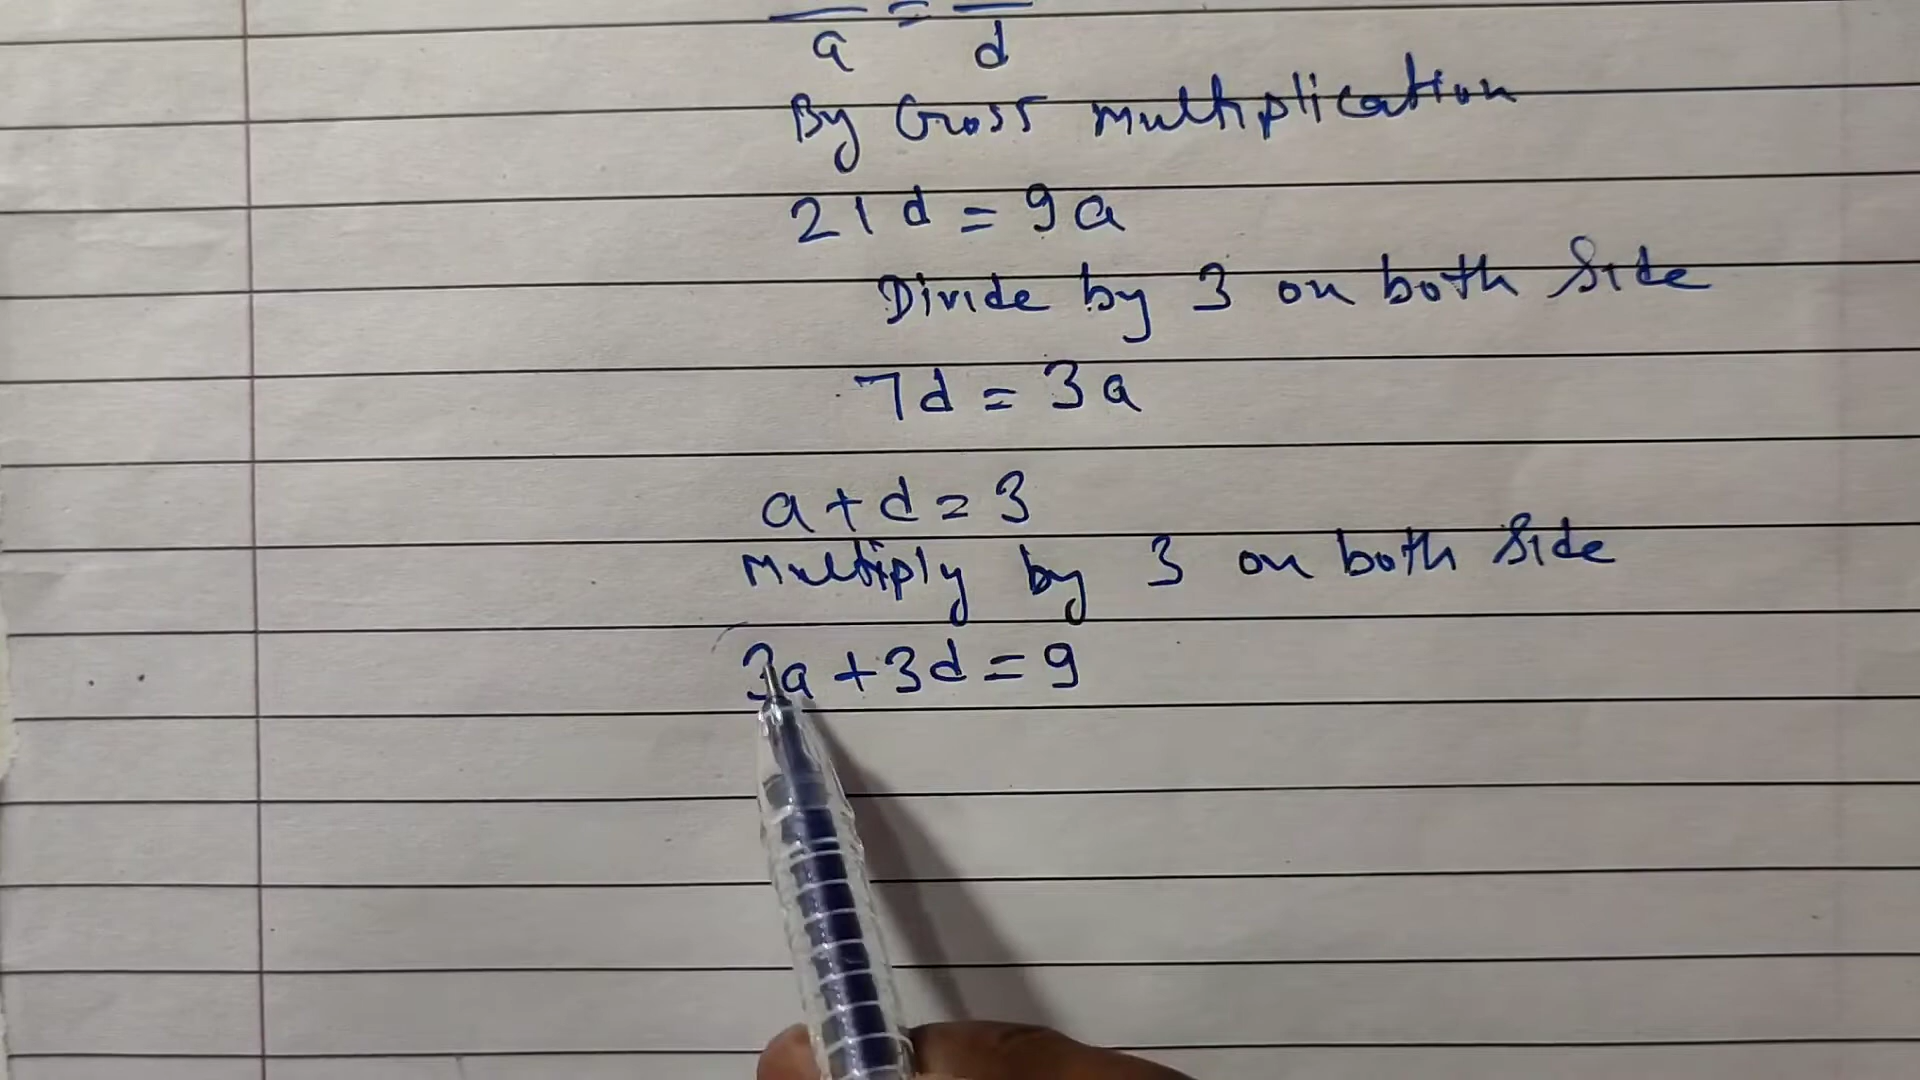 a = d
By Cross multiplication
21d = 9a
Divide by 3 on both side
7d = 3a
a + d = 3
Multiply by 3 on both side
3a + 3d = 9